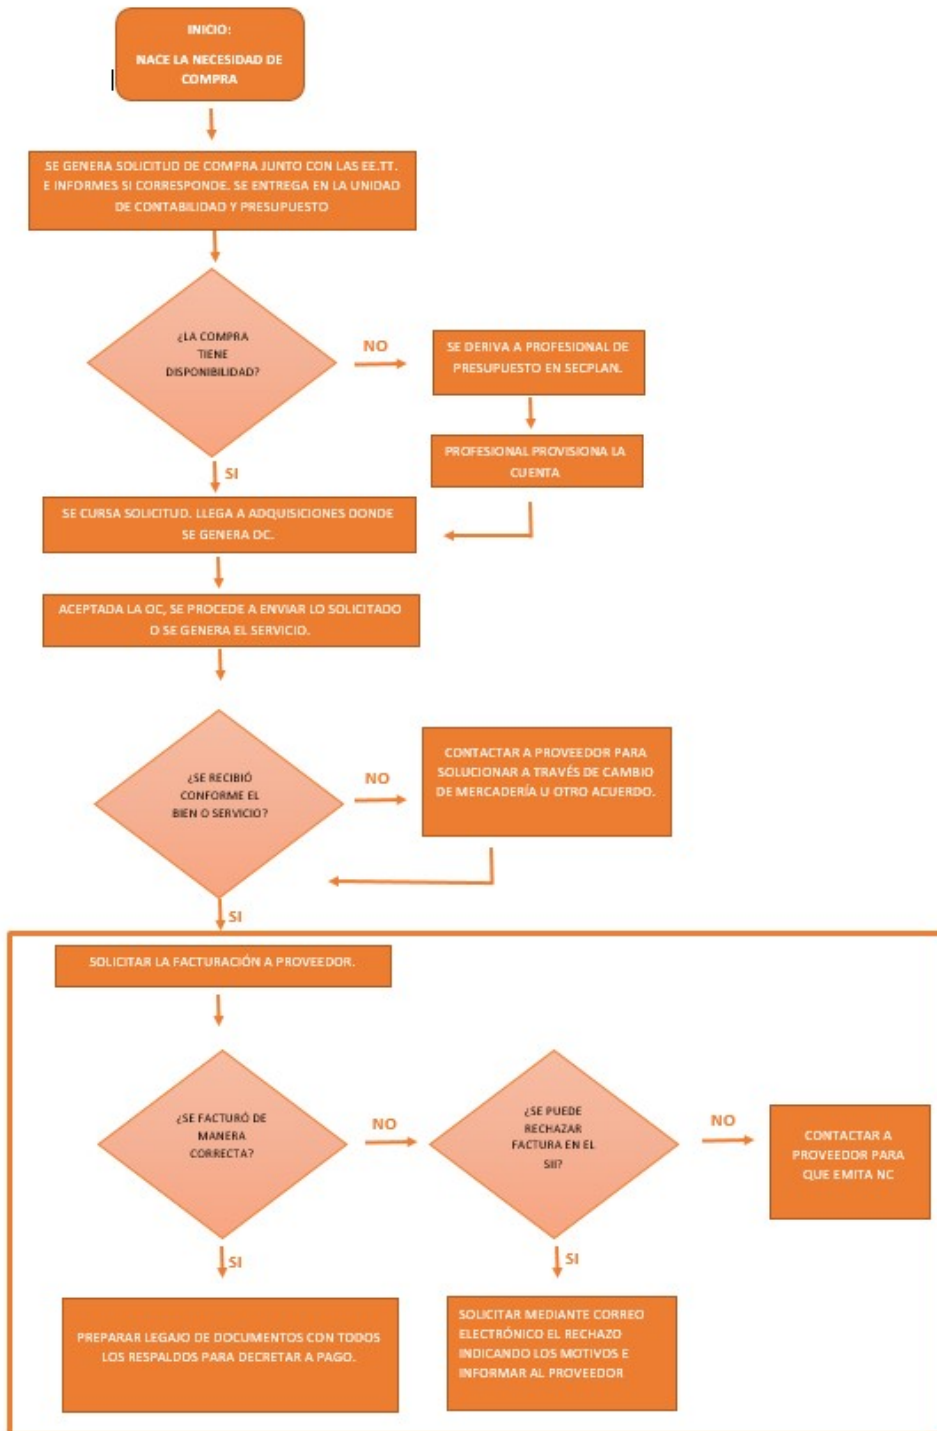 INICIO:
NACE LA NECESIDAD DE
COMPRA
SE GENERA SOLICITUD DE COMPRA JUNTO CON LAS EE.TT.
E INFORMES SI CORRESPONDE. SE ENTREGA EN LA UNIDAD
DE CONTABILIDAD Y PRESUPUESTO
¿LA COMPRA
TIENE
DISPONIBILIDAD?
NO
SE DERIVA A PROFESIONAL DE
PRESUPUESTO EN SECPLAN.
PROFESIONAL PROVISIONA LA
CUENTA
SI
SE CURSA SOLICITUD. LLEGA A ADQUISICIONES DONDE
SE GENERA OC.
ACEPTADA LA OC, SE PROCEDE A ENVIAR LO SOLICITADO
O SE GENERA EL SERVICIO.
¿SE RECIBIÓ
CONFORME EL
BIEN O SERVICIO?
NO
CONTACTAR A PROVEEDOR PARA
SOLUCIONAR A TRAVÉS DE CAMBIO
DE MERCADERÍA U OTRO ACUERDO.
SI
SOLICITAR LA FACTURACIÓN A PROVEEDOR.
¿SE FACTURÓ DE
MANERA
CORRECTA?
NO
¿SE PUEDE
RECHAZAR
FACTURA EN EL
SII?
NO
CONTACTAR A
PROVEEDOR PARA
QUE EMITA NC
SI
SI
PREPARAR LEGAJO DE DOCUMENTOS CON TODOS
LOS RESPALDOS PARA DECRETAR A PAGO.
SOLICITAR MEDIANTE CORREO
ELECTRÓNICO EL RECHAZO
INDICANDO LOS MOTIVOS E
INFORMAR AL PROVEEDOR